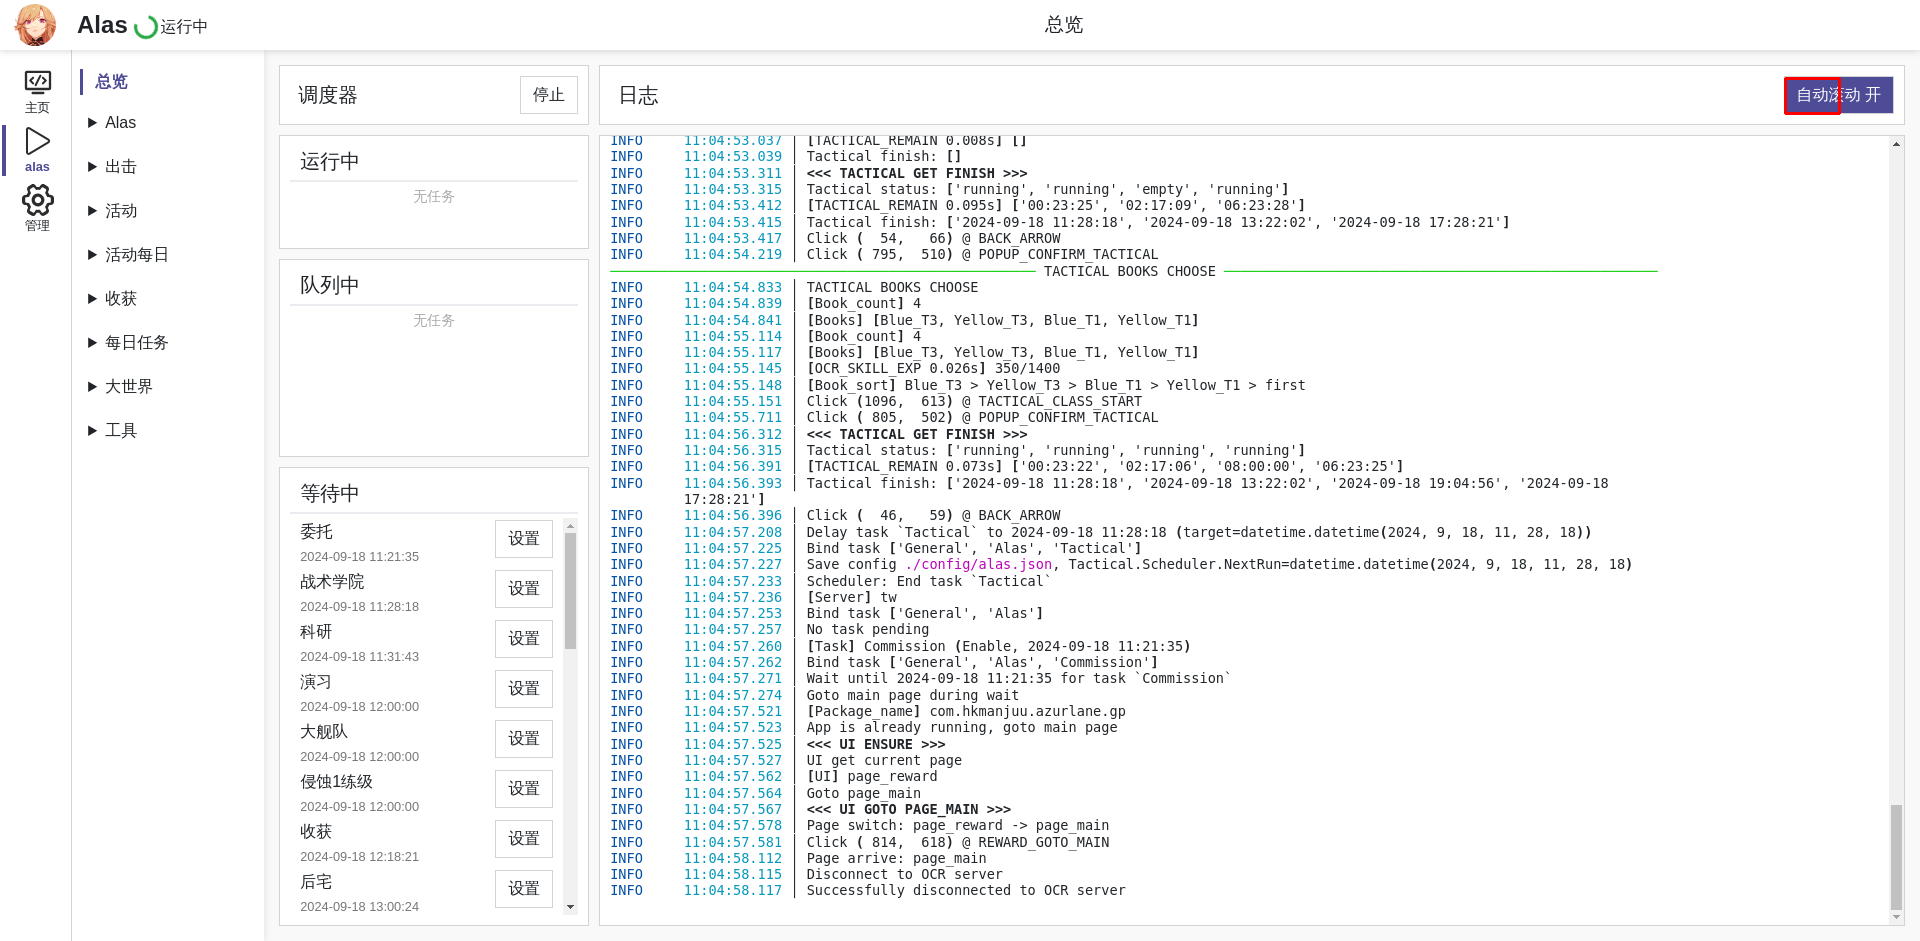 Alas 运行中
总览
主页
alas
管理
总览
Alas
出击
活动
活动每日
收获
每日任务
大世界
工具
调度器
停止
运行中
无任务
队列中
无任务
等待中
委托
2024-09-18 11:21:35
设置
战术学院
2024-09-18 11:28:18
设置
科研
2024-09-18 11:31:43
设置
演习
2024-09-18 12:00:00
设置
大舰队
2024-09-18 12:00:00
设置
侵蚀1练级
2024-09-18 12:00:00
设置
收获
2024-09-18 12:18:21
设置
后宅
2024-09-18 13:00:24
设置
日志
自动滚动 开
INFO 11:04:53.037 │ [TACTICAL_REMAIN 0.008s] []
INFO 11:04:53.039 │ Tactical finish: []
INFO 11:04:53.311 │ <<< TACTICAL GET FINISH >>>
INFO 11:04:53.315 │ Tactical status: ['running', 'running', 'empty', 'running']
INFO 11:04:53.412 │ [TACTICAL_REMAIN 0.095s] ['00:23:25', '02:17:09', '06:23:28']
INFO 11:04:53.415 │ Tactical finish: ['2024-09-18 11:28:18', '2024-09-18 13:22:02', '2024-09-18 17:28:21']
INFO 11:04:53.417 │ Click (  54,   66) @ BACK_ARROW
INFO 11:04:54.219 │ Click ( 795,  510) @ POPUP_CONFIRM_TACTICAL
TACTICAL BOOKS CHOOSE
INFO 11:04:54.833 │ TACTICAL BOOKS CHOOSE
INFO 11:04:54.839 │ [Book_count] 4
INFO 11:04:54.841 │ [Books] [Blue_T3, Yellow_T3, Blue_T1, Yellow_T1]
INFO 11:04:55.114 │ [Book_count] 4
INFO 11:04:55.117 │ [Books] [Blue_T3, Yellow_T3, Blue_T1, Yellow_T1]
INFO 11:04:55.145 │ [OCR_SKILL_EXP 0.026s] 350/1400
INFO 11:04:55.148 │ [Book_sort] Blue_T3 > Yellow_T3 > Blue_T1 > Yellow_T1 > first
INFO 11:04:55.151 │ Click (1096,  613) @ TACTICAL_CLASS_START
INFO 11:04:55.711 │ Click ( 805,  502) @ POPUP_CONFIRM_TACTICAL
INFO 11:04:56.312 │ <<< TACTICAL GET FINISH >>>
INFO 11:04:56.315 │ Tactical status: ['running', 'running', 'running', 'running']
INFO 11:04:56.391 │ [TACTICAL_REMAIN 0.073s] ['00:23:22', '02:17:06', '08:00:00', '06:23:25']
INFO 11:04:56.393 │ Tactical finish: ['2024-09-18 11:28:18', '2024-09-18 13:22:02', '2024-09-18 19:04:56', '2024-09-18
17:28:21']
INFO 11:04:56.396 │ Click (  46,   59) @ BACK_ARROW
INFO 11:04:57.208 │ Delay task `Tactical` to 2024-09-18 11:28:18 (target=datetime.datetime(2024, 9, 18, 11, 28, 18))
INFO 11:04:57.225 │ Bind task ['General', 'Alas', 'Tactical']
INFO 11:04:57.227 │ Save config ./config/alas.json, Tactical.Scheduler.NextRun=datetime.datetime(2024, 9, 18, 11, 28, 18)
INFO 11:04:57.233 │ Scheduler: End task `Tactical`
INFO 11:04:57.236 │ [Server] tw
INFO 11:04:57.253 │ Bind task ['General', 'Alas']
INFO 11:04:57.257 │ No task pending
INFO 11:04:57.260 │ [Task] Commission (Enable, 2024-09-18 11:21:35)
INFO 11:04:57.262 │ Bind task ['General', 'Alas', 'Commission']
INFO 11:04:57.271 │ Wait until 2024-09-18 11:21:35 for task `Commission`
INFO 11:04:57.274 │ Goto main page during wait
INFO 11:04:57.521 │ [Package_name] com.hkmanjuu.azurlane.gp
INFO 11:04:57.523 │ App is already running, goto main page
INFO 11:04:57.525 │ <<< UI ENSURE >>>
INFO 11:04:57.527 │ UI get current page
INFO 11:04:57.562 │ [UI] page_reward
INFO 11:04:57.564 │ Goto page_main
INFO 11:04:57.567 │ <<< UI GOTO PAGE_MAIN >>>
INFO 11:04:57.578 │ Page switch: page_reward -> page_main
INFO 11:04:57.581 │ Click ( 814,  618) @ REWARD_GOTO_MAIN
INFO 11:04:58.112 │ Page arrive: page_main
INFO 11:04:58.115 │ Disconnect to OCR server
INFO 11:04:58.117 │ Successfully disconnected to OCR server